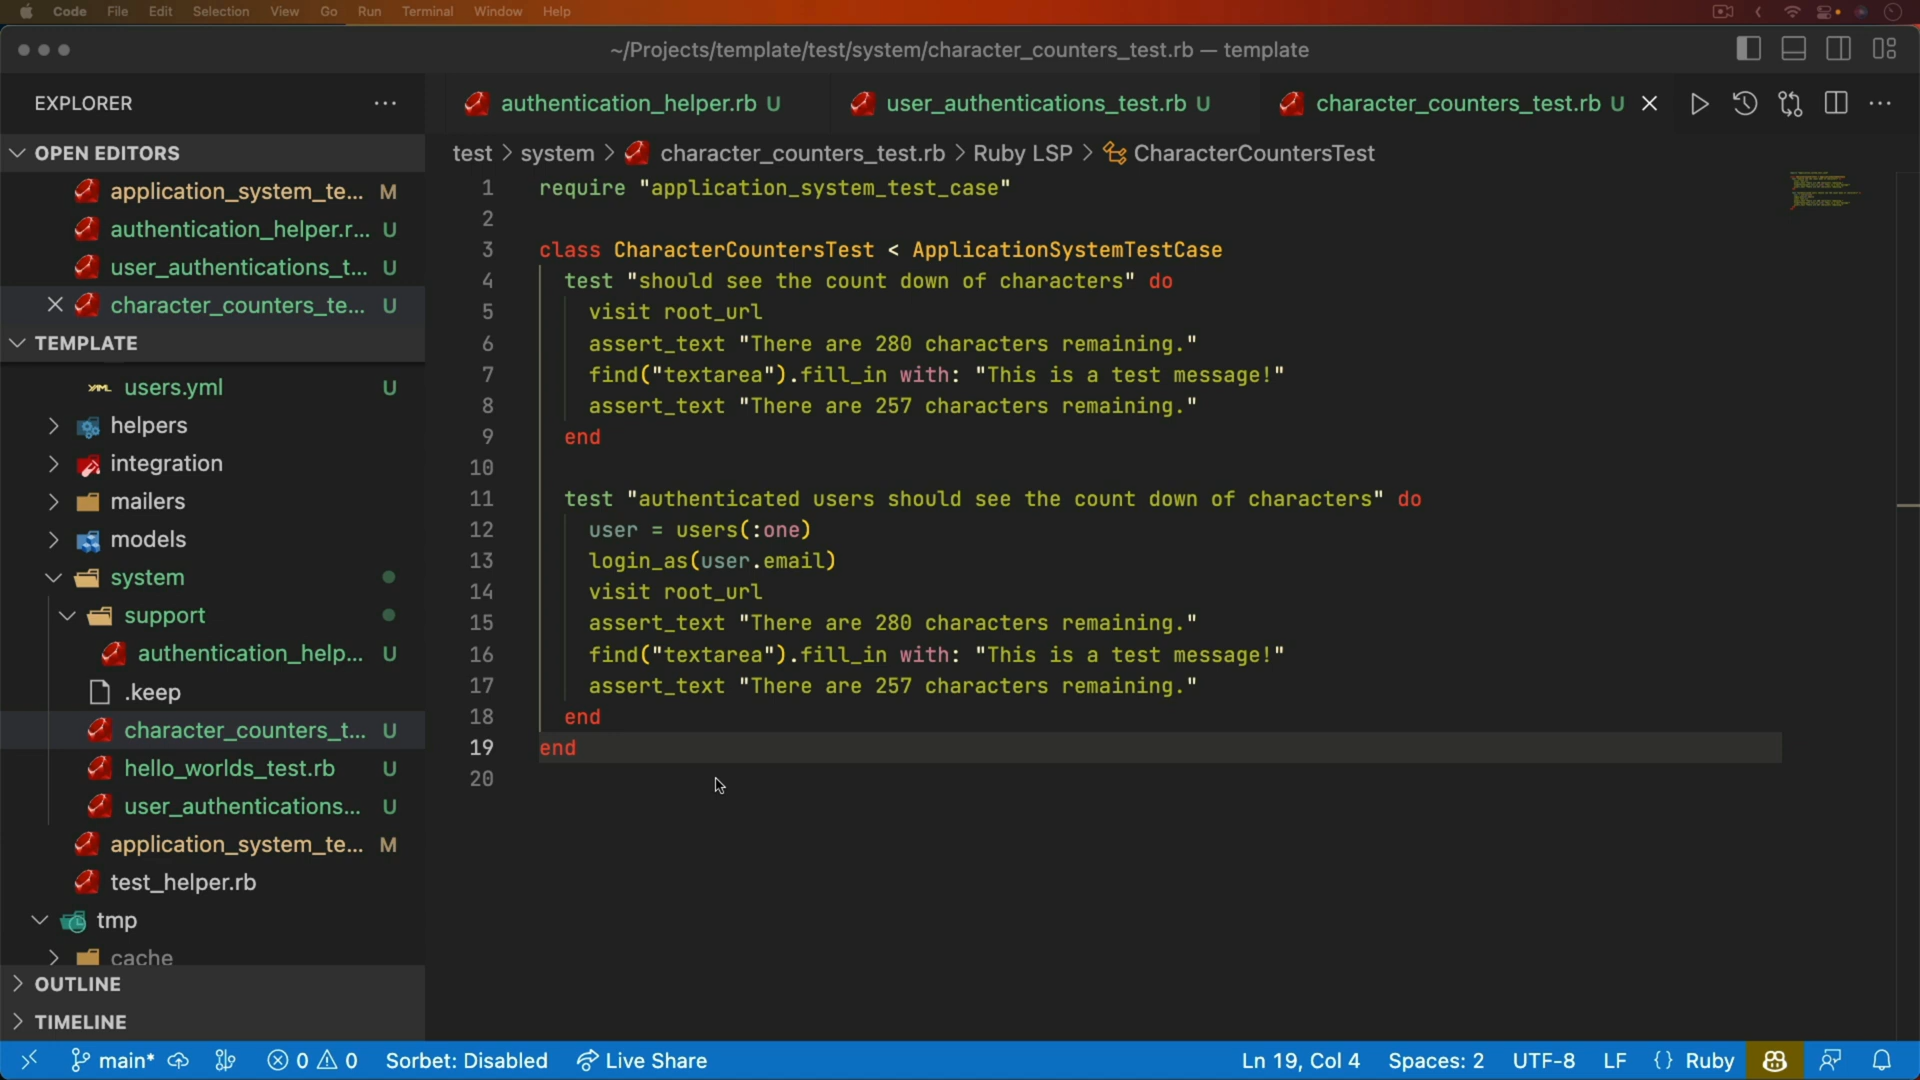 Code File Edit Selection View Go Run Terminal Window Help
~/Projects/template/test/system/character_counters_test.rb — template
EXPLORER
authentication_helper.rb U
user_authentications_test.rb U
character_counters_test.rb U
OPEN EDITORS
application_system_te... M
authentication_helper.r... U
user_authentications_t... U
character_counters_te... U
TEMPLATE
users.yml U
helpers
integration
mailers
models
system
support
authentication_help... U
.keep
character_counters_t... U
hello_worlds_test.rb U
user_authentications... U
application_system_te... M
test_helper.rb
tmp
cache
OUTLINE
TIMELINE
test > system > character_counters_test.rb > Ruby LSP > CharacterCountersTest
1 require "application_system_test_case"
2
3 class CharacterCountersTest < ApplicationSystemTestCase
4 test "should see the count down of characters" do
5 visit root_url
6 assert_text "There are 280 characters remaining."
7 find("textarea").fill_in with: "This is a test message!"
8 assert_text "There are 257 characters remaining."
9 end
10
11 test "authenticated users should see the count down of characters" do
12 user = users(:one)
13 login_as(user.email)
14 visit root_url
15 assert_text "There are 280 characters remaining."
16 find("textarea").fill_in with: "This is a test message!"
17 assert_text "There are 257 characters remaining."
18 end
19 end
20
main* 0 0 Sorbet: Disabled Live Share Ln 19, Col 4 Spaces: 2 UTF-8 LF {} Ruby